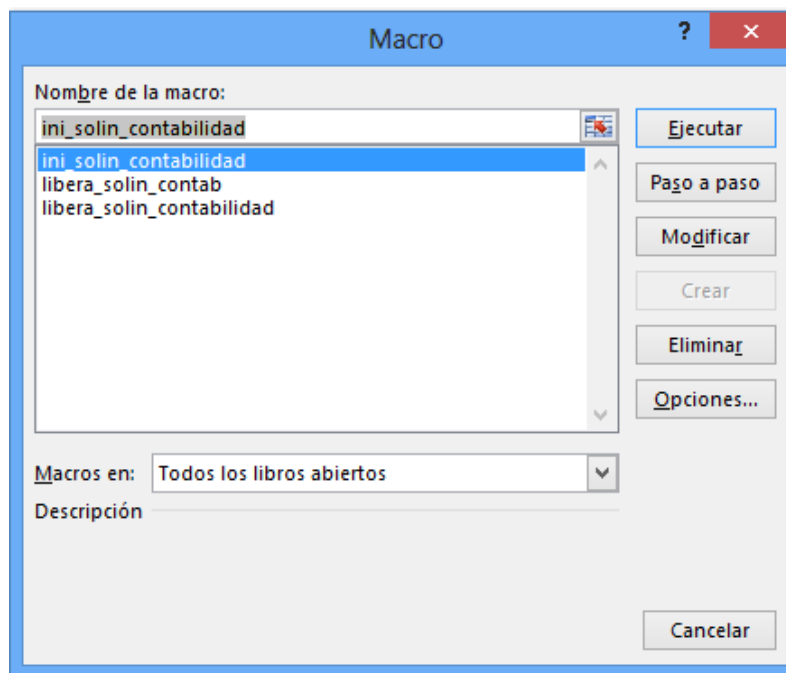 Macro
?
Nombre de la macro:
ini_solin_contabilidad
ini_solin_contabilidad
libera_solin_contab
libera_solin_contabilidad
Ejecutar
Paso a paso
Modificar
Crear
Eliminar
Opciones...
Macros en:
Todos los libros abiertos
Descripción
Cancelar